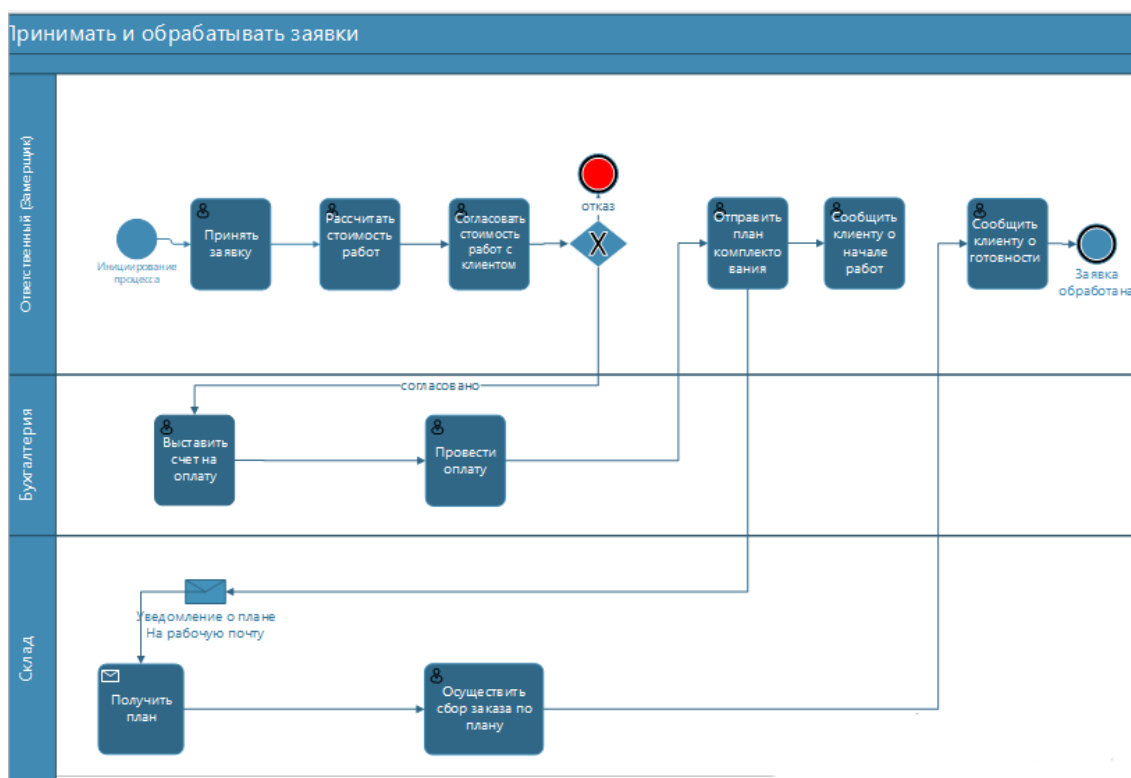 Принимать и обрабатывать заявки
Ответственный (Замерщик)
Инициирование
процесса
Принять
заявку
Рассчитать
стоимость
работ
Согласовать
стоимость
работ с
клиентом
отказ
X
Отправить
план
комплекто
вания
Сообщить
клиенту о
начале
работ
Сообщить
клиенту о
готовности
Заявка
обработана
Бухгалтерия
согласовано
Выставить
счет на
оплату
Провести
оплату
Склад
Уведомление о плане
На рабочую почту
Получить
план
Осуществить
сбор заказа по
плану